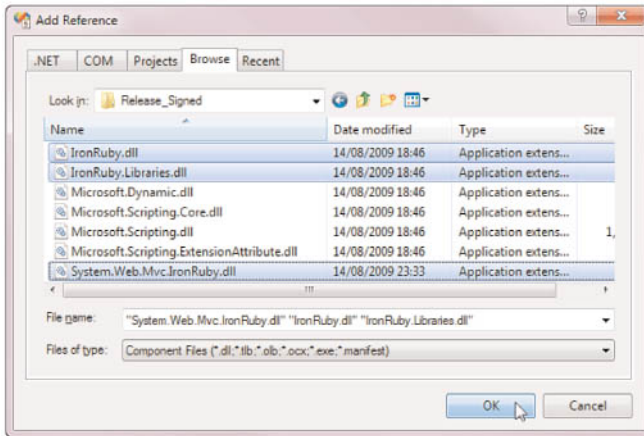 Add Reference
.NET COM Projects Browse Recent
Look in: Release_Signed
Name Date modified Type Size
IronRuby.dll 14/08/2009 18:46 Application extens...
IronRuby.Libraries.dll 14/08/2009 18:46 Application extens...
Microsoft.Dynamic.dll 14/08/2009 18:46 Application extens...
Microsoft.Scripting.Core.dll 14/08/2009 18:46 Application extens...
Microsoft.Scripting.dll 14/08/2009 18:46 Application extens... 1,
Microsoft.Scripting.ExtensionAttribute.dll 14/08/2009 18:46 Application extens...
System.Web.Mvc.IronRuby.dll 14/08/2009 23:33 Application extens...
File name: "System.Web.Mvc.IronRuby.dll" "IronRuby.dll" "IronRuby.Libraries.dll"
Files of type: Component Files (*.dll;*.tlb;*.olb;*.ocx;*.exe;*.manifest)
OK Cancel